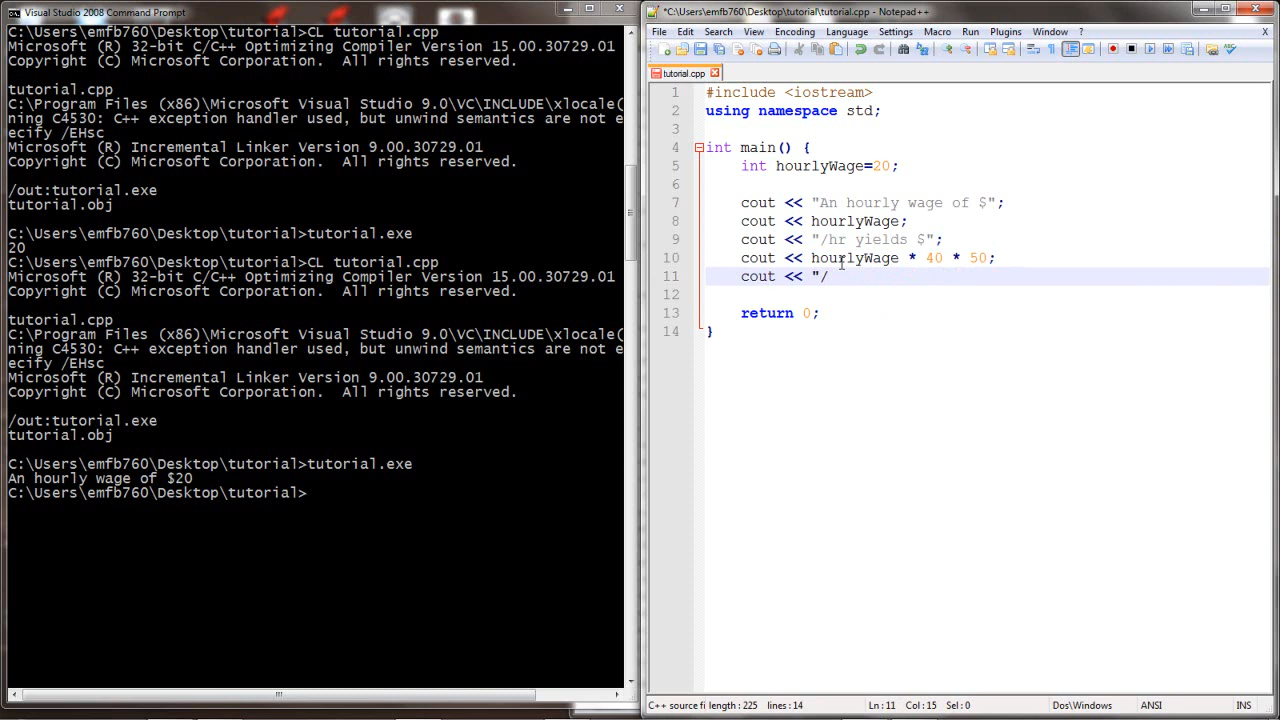 Visual Studio 2008 Command Prompt
C:\Users\emfb760\Desktop\tutorial>CL tutorial.cpp
Microsoft (R) 32-bit C/C++ Optimizing Compiler Version 15.00.30729.01
Copyright (C) Microsoft Corporation.  All rights reserved.
tutorial.cpp
C:\Program Files (x86)\Microsoft Visual Studio 9.0\VC\INCLUDE\xlocale(
ning C4530: C++ exception handler used, but unwind semantics are not e
ecify /EHsc
Microsoft (R) Incremental Linker Version 9.00.30729.01
Copyright (C) Microsoft Corporation.  All rights reserved.
/out:tutorial.exe
tutorial.obj
C:\Users\emfb760\Desktop\tutorial>tutorial.exe
20
C:\Users\emfb760\Desktop\tutorial>CL tutorial.cpp
Microsoft (R) 32-bit C/C++ Optimizing Compiler Version 15.00.30729.01
Copyright (C) Microsoft Corporation.  All rights reserved.
tutorial.cpp
C:\Program Files (x86)\Microsoft Visual Studio 9.0\VC\INCLUDE\xlocale(
ning C4530: C++ exception handler used, but unwind semantics are not e
ecify /EHsc
Microsoft (R) Incremental Linker Version 9.00.30729.01
Copyright (C) Microsoft Corporation.  All rights reserved.
/out:tutorial.exe
tutorial.obj
C:\Users\emfb760\Desktop\tutorial>tutorial.exe
An hourly wage of $20
C:\Users\emfb760\Desktop\tutorial>
*C:\Users\emfb760\Desktop\tutorial\tutorial.cpp - Notepad++
File Edit Search View Encoding Language Settings Macro Run Plugins Window ? X
tutorial.cpp
1 #include <iostream>
2 using namespace std;
3
4 int main() {
5 int hourlyWage=20;
6
7 cout << "An hourly wage of $";
8 cout << hourlyWage;
9 cout << "/hr yields $";
10 cout << hourlyWage * 40 * 50;
11 cout << "/
12
13 return 0;
14 }
C++ source fi length : 225 lines : 14 Ln : 11 Col : 15 Sel : 0 Dos\Windows ANSI INS